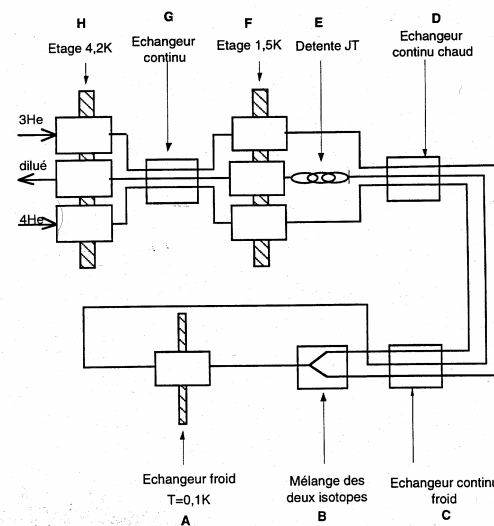 H
G
F
E
D
Etage 4,2K
Echangeur
continu
Etage 1,5K
Detente JT
Echangeur
continu chaud
3He
dilué
4He
Echangeur froid
T=0,1K
A
Mélange des
deux isotopes
B
Echangeur continu
froid
C